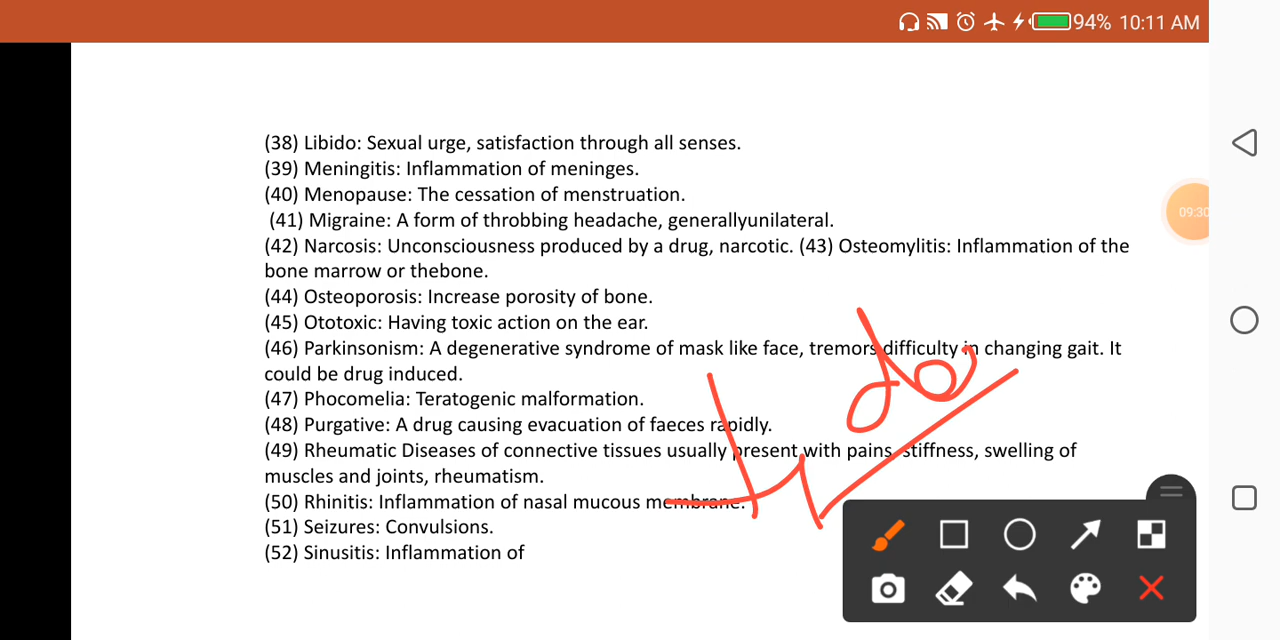 94% 10:11 AM
(38) Libido: Sexual urge, satisfaction through all senses.
(39) Meningitis: Inflammation of meninges.
(40) Menopause: The cessation of menstruation.
(41) Migraine: A form of throbbing headache, generallyunilateral.
09:30
(42) Narcosis: Unconsciousness produced by a drug, narcotic. (43) Osteomylitis: Inflammation of the
bone marrow or thebone.
(44) Osteoporosis: Increase porosity of bone.
(45) Ototoxic: Having toxic action on the ear.
(46) Parkinsonism: A degenerative syndrome of mask like face, tremors difficulty in changing gait. It
could be drug induced.
(47) Phocomelia: Teratogenic malformation.
(48) Purgative: A drug causing evacuation of faeces rapidly.
(49) Rheumatic Diseases of connective tissues usually present with pains, stiffness, swelling of
muscles and joints, rheumatism.
(50) Rhinitis: Inflammation of nasal mucous membrane.
(51) Seizures: Convulsions.
(52) Sinusitis: Inflammation of